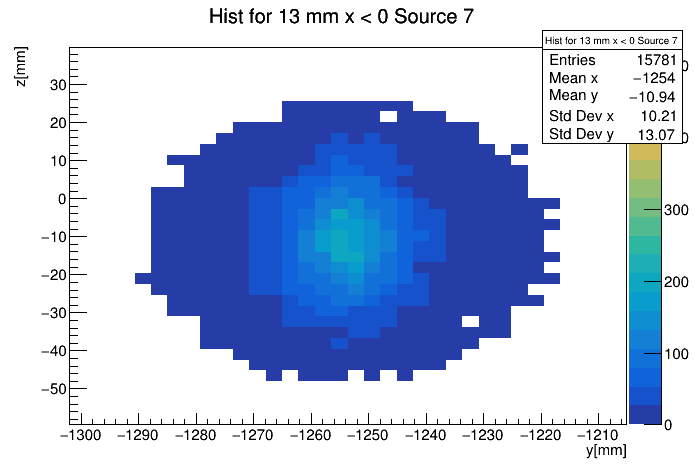 Hist for 13 mm x < 0 Source 7
z[mm]
Hist for 13 mm x < 0 Source 7
Entries 15781
Mean x −1254
Mean y −10.94
Std Dev x 10.21
Std Dev y 13.07
30
20
10
0
−10
−20
−30
−40
−50
−1300 −1290 −1280 −1270 −1260 −1250 −1240 −1230 −1220 −1210
y[mm]
0
0
300
200
100
0